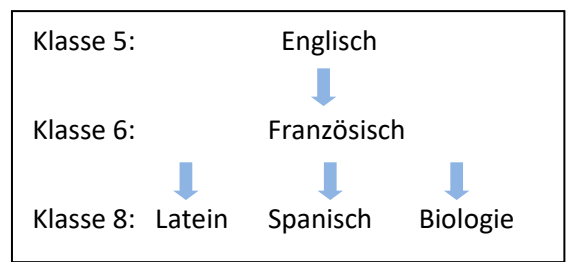 Klasse 5: Englisch
Klasse 6: Französisch
Klasse 8: Latein Spanisch Biologie